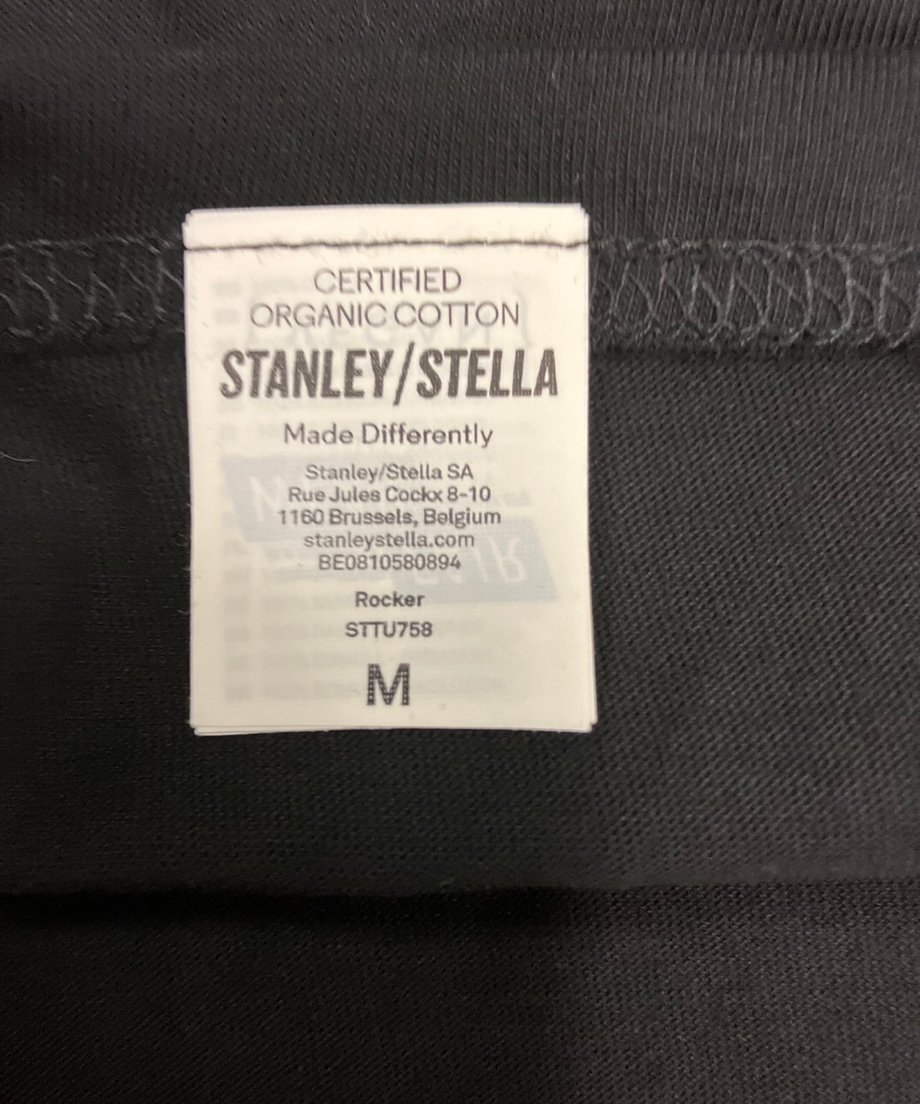 CERTIFIED
ORGANIC COTTON
STANLEY/STELLA
Made Differently
Stanley/Stella SA
Rue Jules Cockx 8-10
1160 Brussels, Belgium
stanleystella.com
BE0810580894
Rocker
STTU758
M